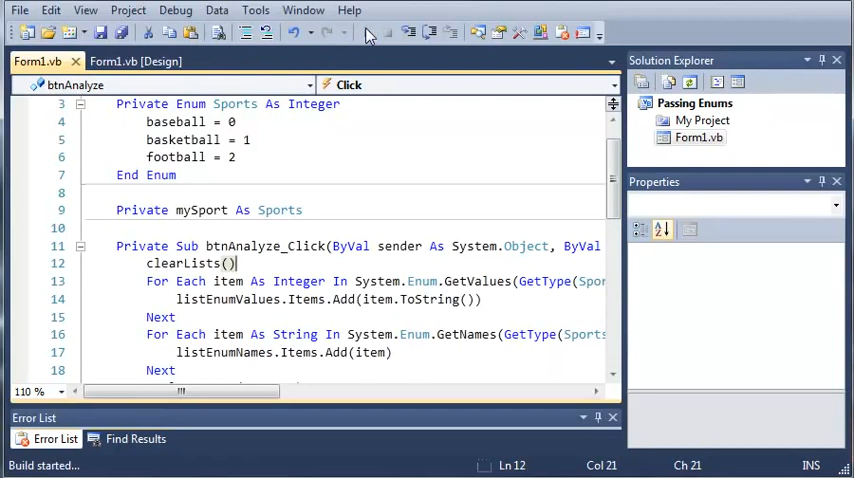 File Edit View Project Debug Data Tools Window Help
Form1.vb Form1.vb [Design]
btnAnalyze Click
3 Private Enum Sports As Integer
4 baseball = 0
5 basketball = 1
6 football = 2
7 End Enum
8
9 Private mySport As Sports
10
11 Private Sub btnAnalyze_Click(ByVal sender As System.Object, ByVal
12 clearLists()
13 For Each item As Integer In System.Enum.GetValues(GetType(Spor
14 listEnumValues.Items.Add(item.ToString())
15 Next
16 For Each item As String In System.Enum.GetNames(GetType(Sports
17 listEnumNames.Items.Add(item)
18 Next
110 %
Error List
Error List Find Results
Build started... Ln 12 Col 21 Ch 21 INS
Solution Explorer
Passing Enums
My Project
Form1.vb
Properties